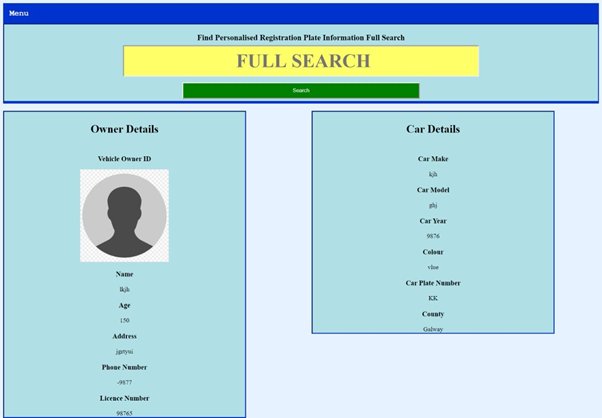 Menu
Find Personalised Registration Plate Information Full Search
FULL SEARCH
Search
Owner Details
Vehicle Owner ID
Name
lkjh
Age
150
Address
Phone Number
-9877
Licence Number
98765
Car Details
Car Make
kjh
Car Model
ghj
Car Year
9876
Colour
Car Plate Number
KK
County
Galway